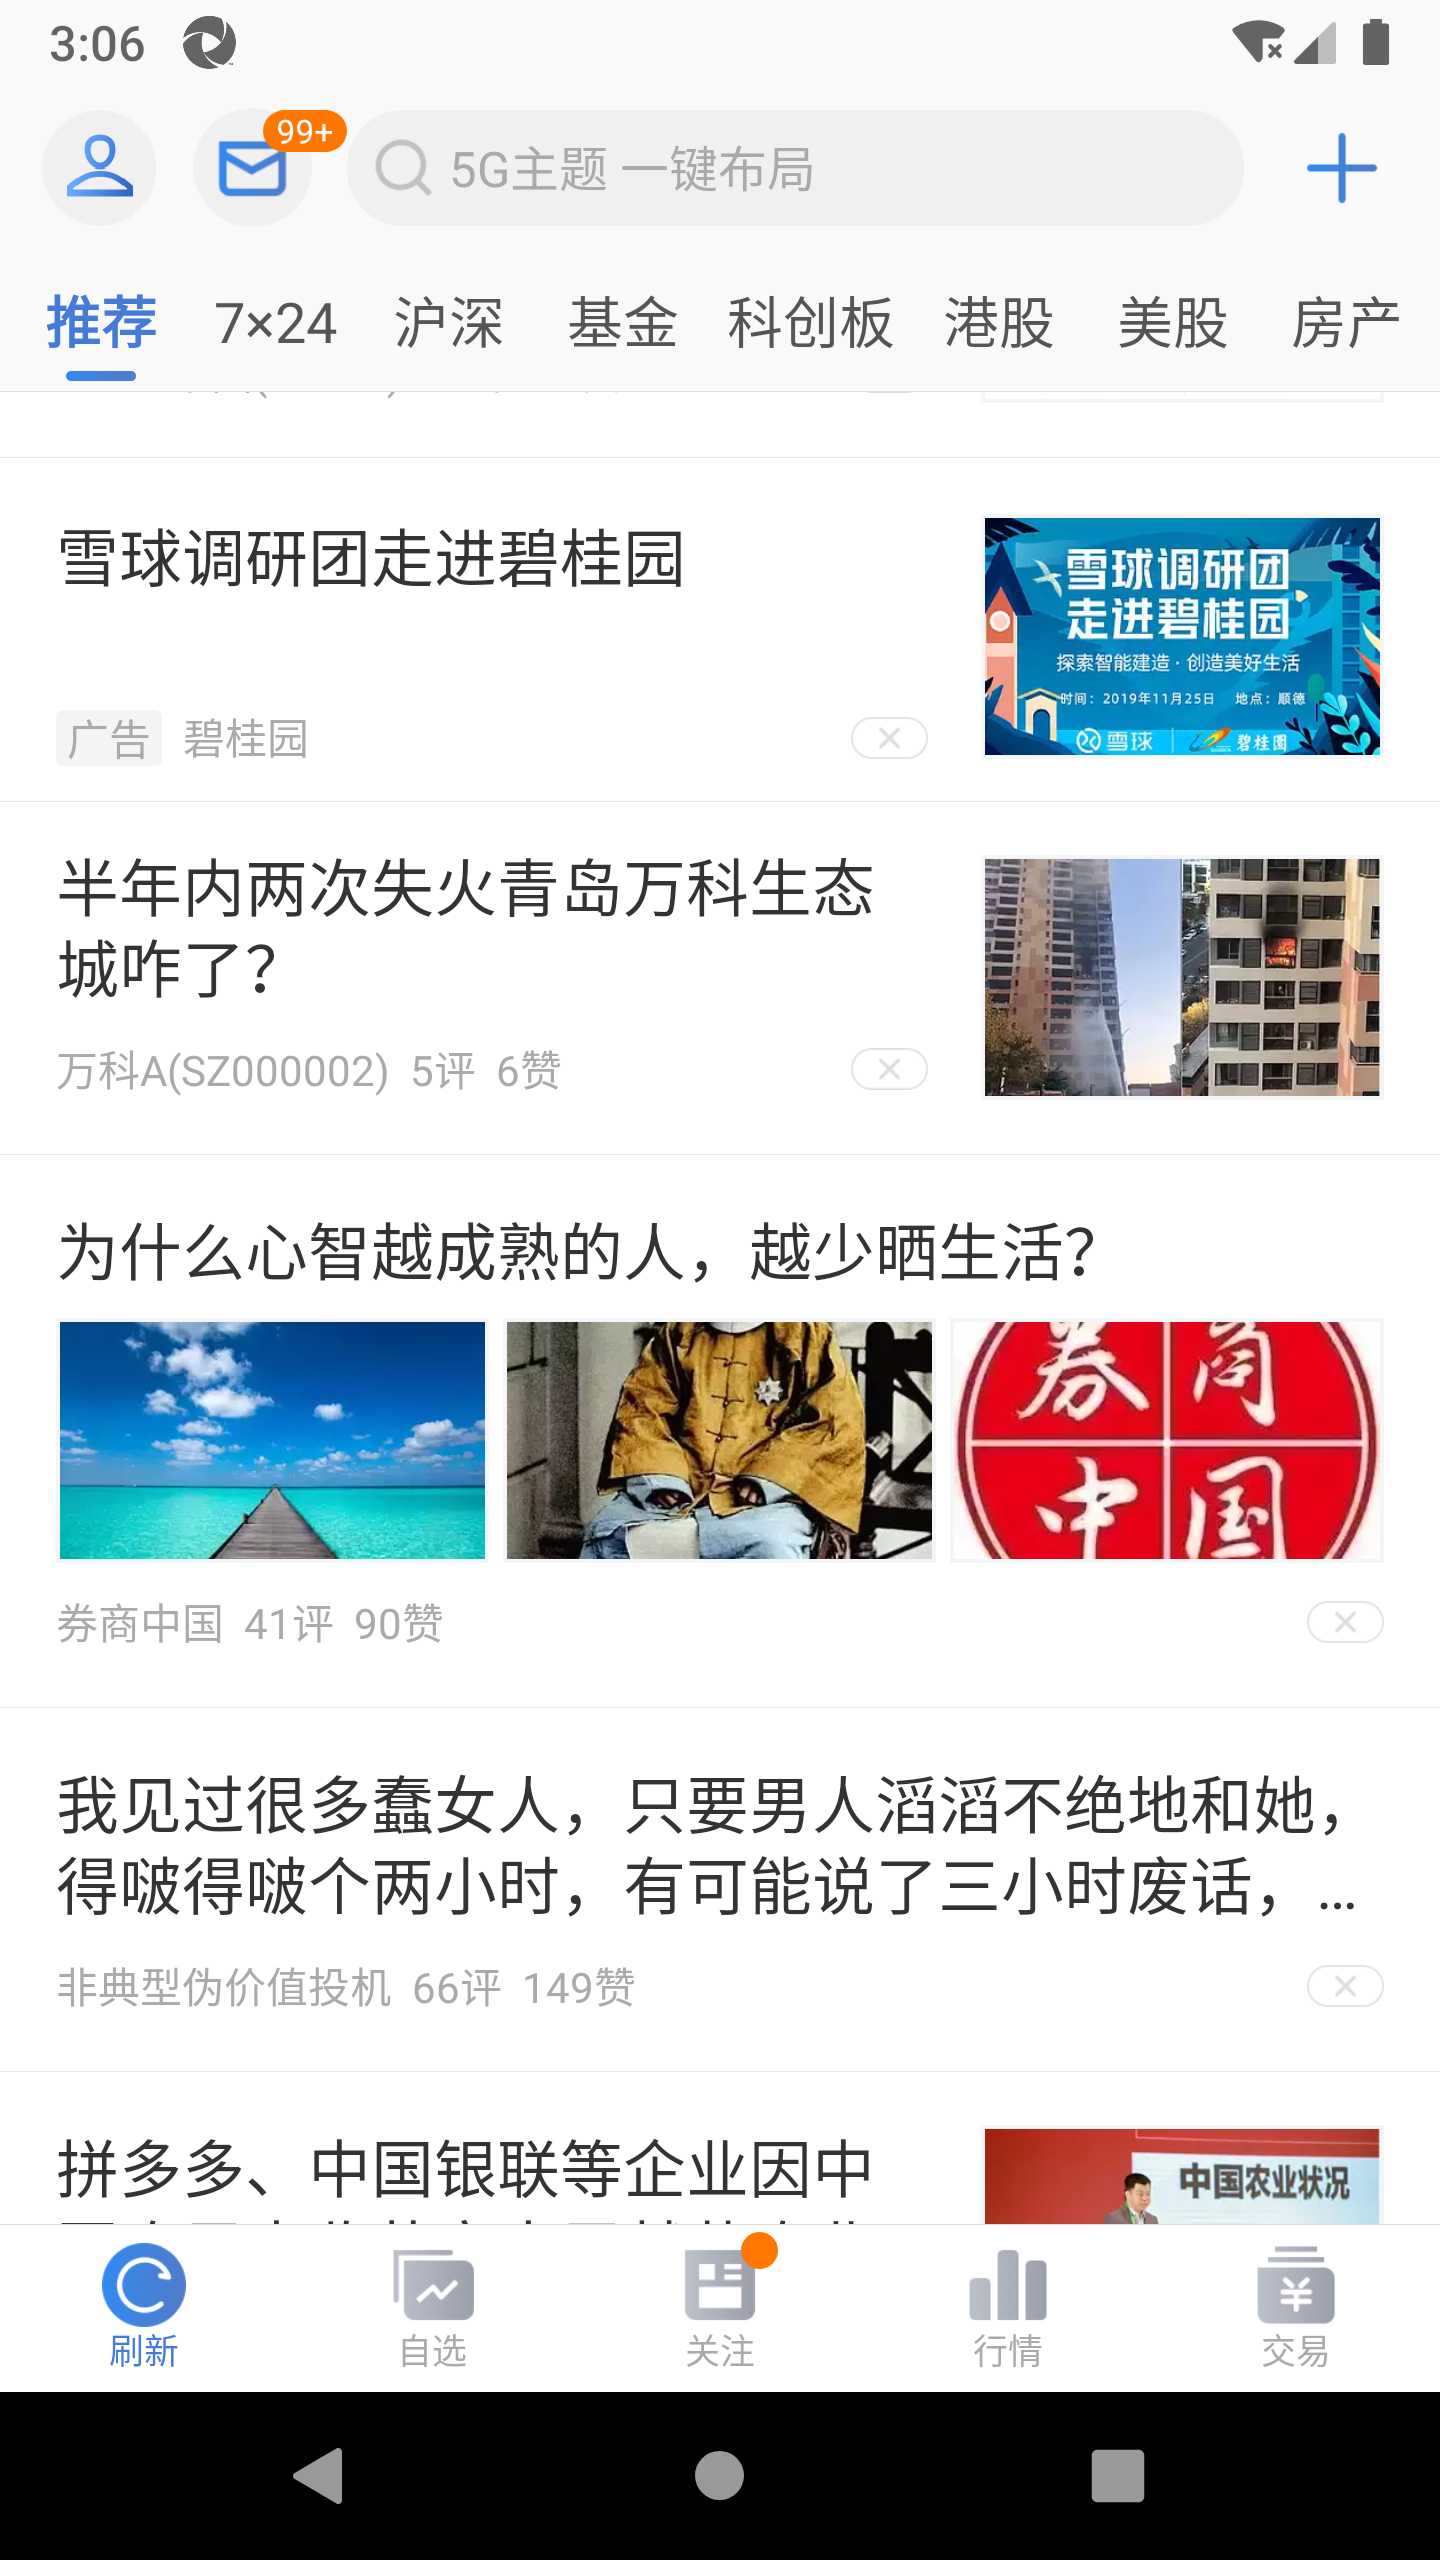 3:06
99+
5G主题 一键布局
推荐 7×24 沪深 基金 科创板 港股 美股 房产
雪球调研团走进碧桂园
雪球调研团
走进碧桂园
探索智能建造 · 创造美好生活
时间：2019年11月25日 地点：顺德
雪球 碧桂园
广告 碧桂园
半年内两次失火青岛万科生态
城咋了？
万科A(SZ000002) 5评 6赞
为什么心智越成熟的人，越少晒生活？
券商
中国
券商中国 41评 90赞
我见过很多蠢女人，只要男人滔滔不绝地和她，
得啵得啵个两小时，有可能说了三小时废话，...
非典型伪价值投机 66评 149赞
拼多多、中国银联等企业因中
中国农业状况
刷新 自选 关注 行情 交易